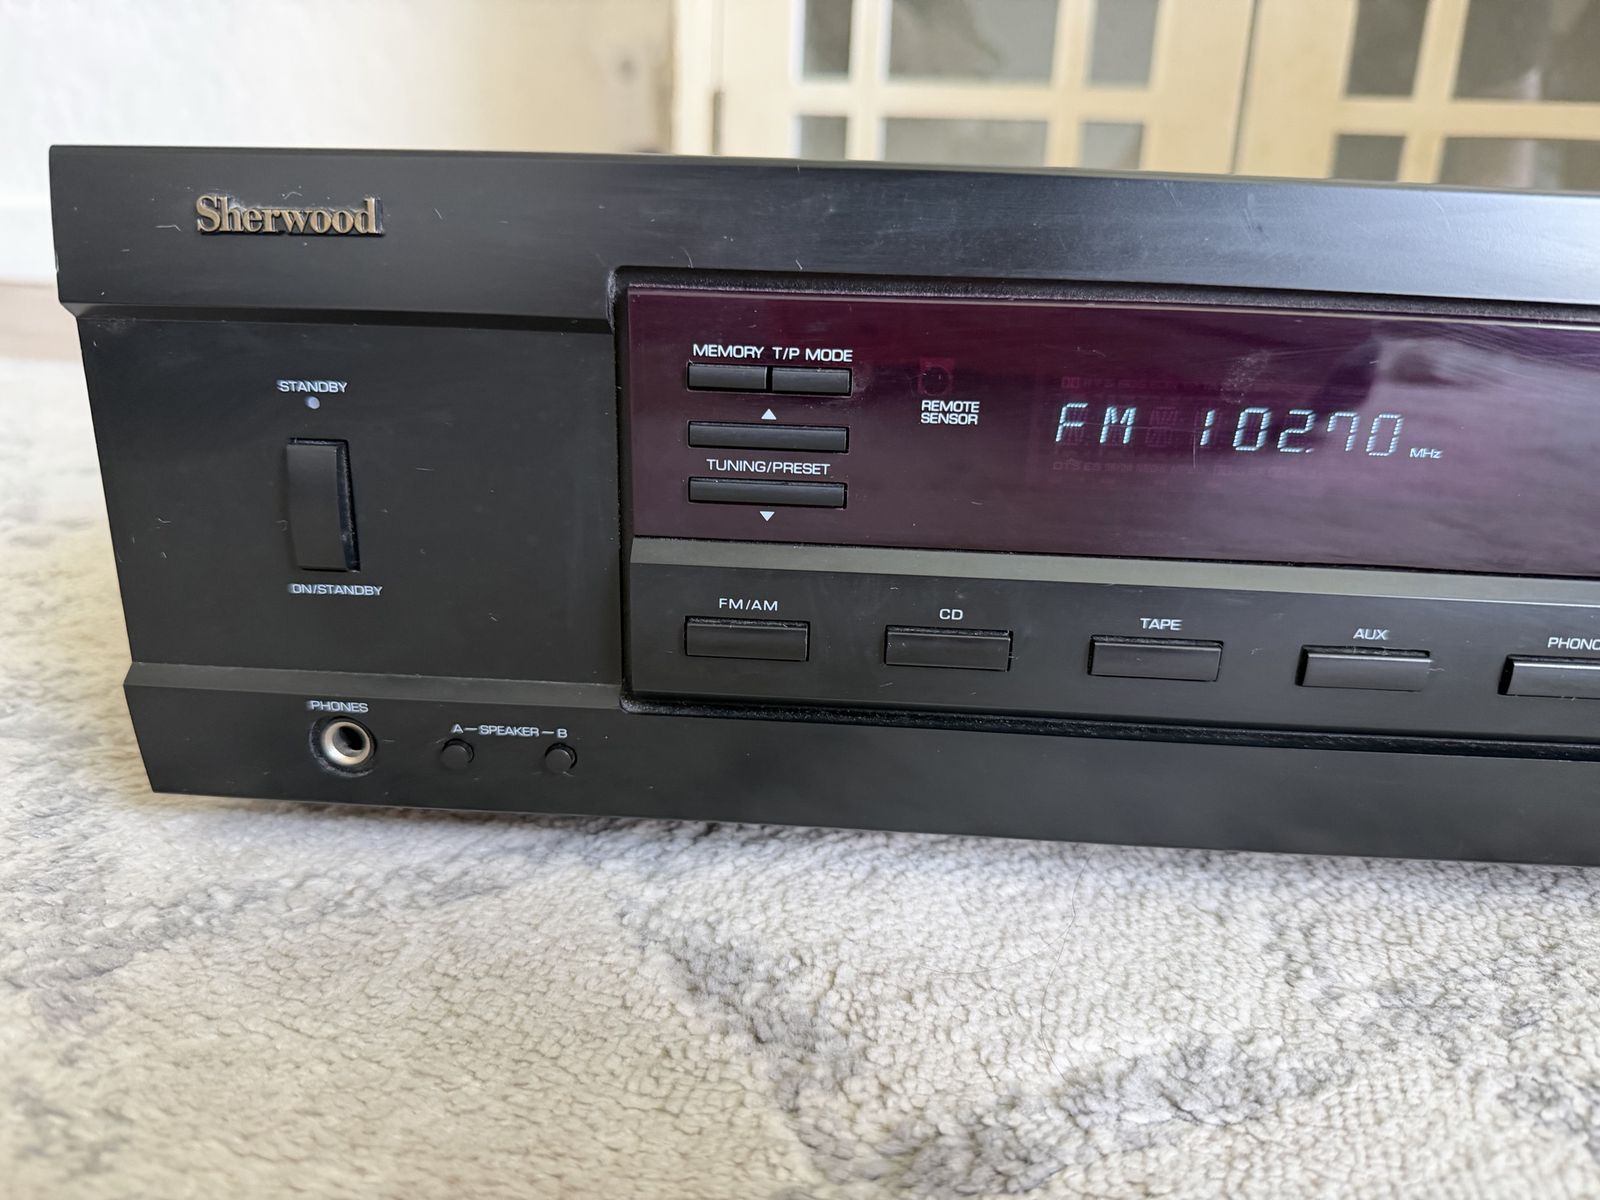 Sherwood
STANDBY
ON/STANDBY
MEMORY T/P MODE
TUNING/PRESET
REMOTE
SENSOR
FM 102.70 MHz
FM/AM
CD
TAPE
AUX
PHONO
PHONES
A–SPEAKER–B